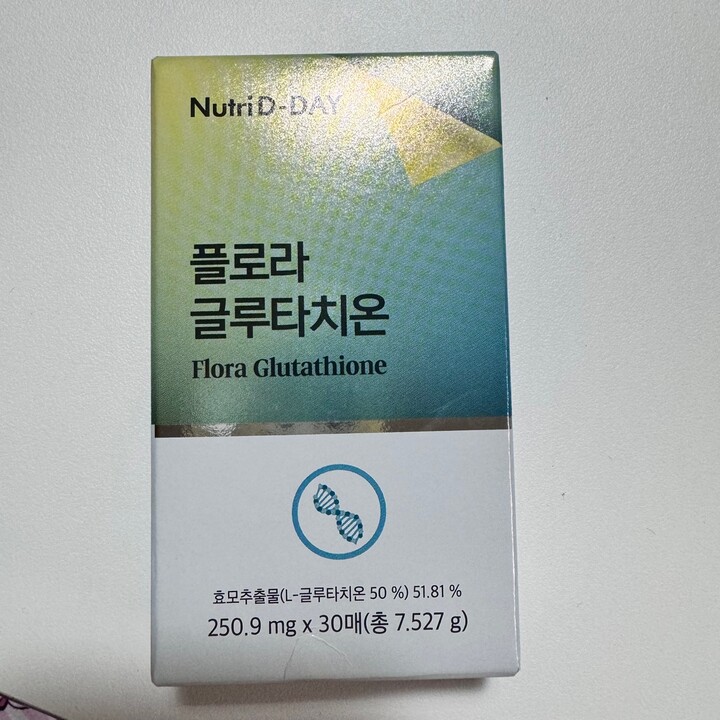 Nutri D-DAY
플로라
글루타치온
Flora Glutathione
효모추출물(L-글루타치온 50 %) 51.81 %
250.9 mg x 30매(총 7.527 g)